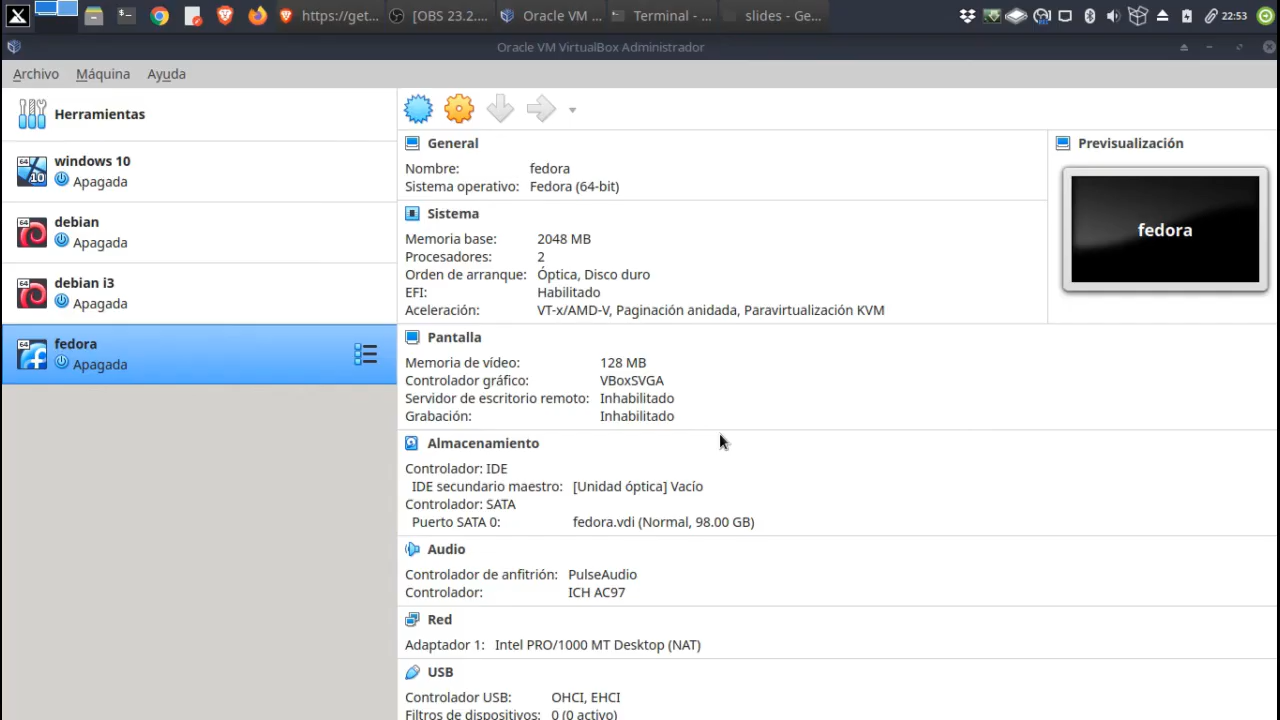 https://get...
[OBS 23.2....
Oracle VM ...
Terminal - ...
slides - Ge...
22:53
Oracle VM VirtualBox Administrador
Archivo Máquina Ayuda
Herramientas
64
10
windows 10
Apagada
64
debian
Apagada
64
debian i3
Apagada
64
fedora
Apagada
General
Nombre: fedora
Sistema operativo: Fedora (64-bit)
Previsualización
fedora
Sistema
Memoria base: 2048 MB
Procesadores: 2
Orden de arranque: Óptica, Disco duro
EFI: Habilitado
Aceleración: VT-x/AMD-V, Paginación anidada, Paravirtualización KVM
Pantalla
Memoria de vídeo: 128 MB
Controlador gráfico: VBoxSVGA
Servidor de escritorio remoto: Inhabilitado
Grabación: Inhabilitado
Almacenamiento
Controlador: IDE
IDE secundario maestro: [Unidad óptica] Vacío
Controlador: SATA
Puerto SATA 0: fedora.vdi (Normal, 98.00 GB)
Audio
Controlador de anfitrión: PulseAudio
Controlador: ICH AC97
Red
Adaptador 1: Intel PRO/1000 MT Desktop (NAT)
USB
Controlador USB: OHCI, EHCI
Filtros de dispositivos: 0 (0 activo)